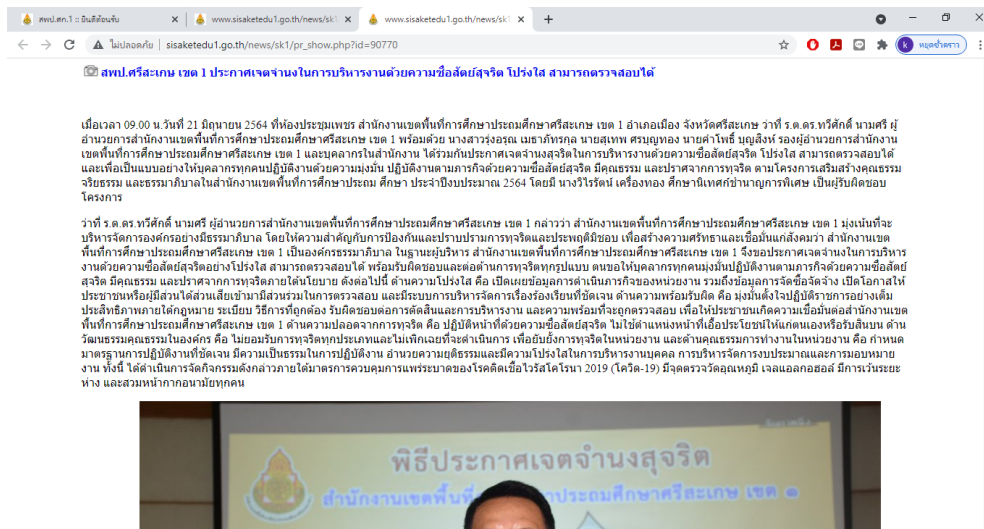 สพป.ศก.1 :: ยินดีต้อนรับ
www.sisaketedu1.go.th/news/sk1
www.sisaketedu1.go.th/news/sk1
ไม่ปลอดภัย
sisaketedu1.go.th/news/sk1/pr_show.php?id=90770
k
หยุดชั่วคราว
สพป.ศรีสะเกษ เขต 1 ประกาศเจตจำนงในการบริหารงานด้วยความซื่อสัตย์สุจริต โปร่งใส สามารถตรวจสอบได้
เมื่อเวลา 09.00 น.วันที่ 21 มิถุนายน 2564 ที่ห้องประชุมเพชร สำนักงานเขตพื้นที่การศึกษาประถมศึกษาศรีสะเกษ เขต 1 อำเภอเมือง จังหวัดศรีสะเกษ ว่าที่ ร.ต.ดร.ทวีศักดิ์ นามศรี ผู้
อำนวยการสำนักงานเขตพื้นที่การศึกษาประถมศึกษาศรีสะเกษ เขต 1 พร้อมด้วย นางสาวรุ่งอรุณ เมธาภัทรกุล นายสุเทพ ศรบุญทอง นายคำโพธิ์ บุญสิงห์ รองผู้อำนวยการสำนักงาน
เขตพื้นที่การศึกษาประถมศึกษาศรีสะเกษ เขต 1 และบุคลากรในสำนักงาน ได้ร่วมกันประกาศเจตจำนงสุจริตในการบริหารงานด้วยความซื่อสัตย์สุจริต โปร่งใส สามารถตรวจสอบได้
และเพื่อเป็นแบบอย่างให้บุคลากรทุกคนปฏิบัติงานด้วยความมุ่งมั่น ปฏิบัติงานตามภารกิจด้วยความซื่อสัตย์สุจริต มีคุณธรรม และปราศจากการทุจริต ตามโครงการเสริมสร้างคุณธรรม
จริยธรรม และธรรมาภิบาลในสำนักงานเขตพื้นที่การศึกษาประถม ศึกษา ประจำปีงบประมาณ 2564 โดยมี นางวิไรรัตน์ เครื่องทอง ศึกษานิเทศก์ชำนาญการพิเศษ เป็นผู้รับผิดชอบ
โครงการ
ว่าที่ ร.ต.ดร.ทวีศักดิ์ นามศรี ผู้อำนวยการสำนักงานเขตพื้นที่การศึกษาประถมศึกษาศรีสะเกษ เขต 1 กล่าวว่า สำนักงานเขตพื้นที่การศึกษาประถมศึกษาศรีสะเกษ เขต 1 มุ่งเน้นที่จะ
บริหารจัดการองค์กรอย่างมีธรรมาภิบาล โดยให้ความสำคัญกับการป้องกันและปราบปรามการทุจริตและประพฤติมิชอบ เพื่อสร้างความศรัทธาและเชื่อมั่นแก่สังคมว่า สำนักงานเขต
พื้นที่การศึกษาประถมศึกษาศรีสะเกษ เขต 1 เป็นองค์กรธรรมาภิบาล ในฐานะผู้บริหาร สำนักงานเขตพื้นที่การศึกษาประถมศึกษาศรีสะเกษ เขต 1 จึงขอประกาศเจตจำนงในการบริหาร
งานด้วยความซื่อสัตย์สุจริตอย่างโปร่งใส สามารถตรวจสอบได้ พร้อมรับผิดชอบและต่อต้านการทุจริตทุกรูปแบบ ตนขอให้บุคลากรทุกคนมุ่งมั่นปฏิบัติงานตามภารกิจด้วยความซื่อสัตย์
สุจริต มีคุณธรรม และปราศจากการทุจริตภายใต้นโยบาย ดังต่อไปนี้ ด้านความโปร่งใส คือ เปิดเผยข้อมูลการดำเนินภารกิจของหน่วยงาน รวมถึงข้อมูลการจัดซื้อจัดจ้าง เปิดโอกาสให้
ประชาชนหรือผู้มีส่วนได้ส่วนเสียเข้ามามีส่วนร่วมในการตรวจสอบ และมีระบบการบริหารจัดการเรื่องร้องเรียนที่ชัดเจน ด้านความพร้อมรับผิด คือ มุ่งมั่นตั้งใจปฏิบัติราชการอย่างเต็ม
ประสิทธิภาพภายใต้กฎหมาย ระเบียบ วิธีการที่ถูกต้อง รับผิดชอบต่อการตัดสินและการบริหารงาน และความพร้อมที่จะถูกตรวจสอบ เพื่อให้ประชาชนเกิดความเชื่อมั่นต่อสำนักงานเขต
พื้นที่การศึกษาประถมศึกษาศรีสะเกษ เขต 1 ด้านความปลอดจากการทุจริต คือ ปฏิบัติหน้าที่ด้วยความซื่อสัตย์สุจริต ไม่ใช้ตำแหน่งหน้าที่เอื้อประโยชน์ให้แก่ตนเองหรือรับสินบน ด้าน
วัฒนธรรมคุณธรรมในองค์กร คือ ไม่ยอมรับการทุจริตทุกประเภทและไม่เพิกเฉยที่จะดำเนินการ เพื่อยับยั้งการทุจริตในหน่วยงาน และด้านคุณธรรมการทำงานในหน่วยงาน คือ กำหนด
มาตรฐานการปฏิบัติงานที่ชัดเจน มีความเป็นธรรมในการปฏิบัติงาน อำนวยความยุติธรรมและมีความโปร่งใสในการบริหารงานบุคคล การบริหารจัดการงบประมาณและการมอบหมาย
งาน ทั้งนี้ ได้ดำเนินการจัดกิจกรรมดังกล่าวภายใต้มาตรการควบคุมการแพร่ระบาดของโรคติดเชื้อไวรัสโคโรนา 2019 (โควิด-19) มีจุดตรวจวัดอุณหภูมิ เจลแอลกอฮอล์ มีการเว้นระยะ
ห่าง และสวมหน้ากากอนามัยทุกคน
พิธีประกาศเจตจำนงสุจริต
สำนักงานเขตพื้นที่ ประถมศึกษาศรีสะเกษ เขต ๑